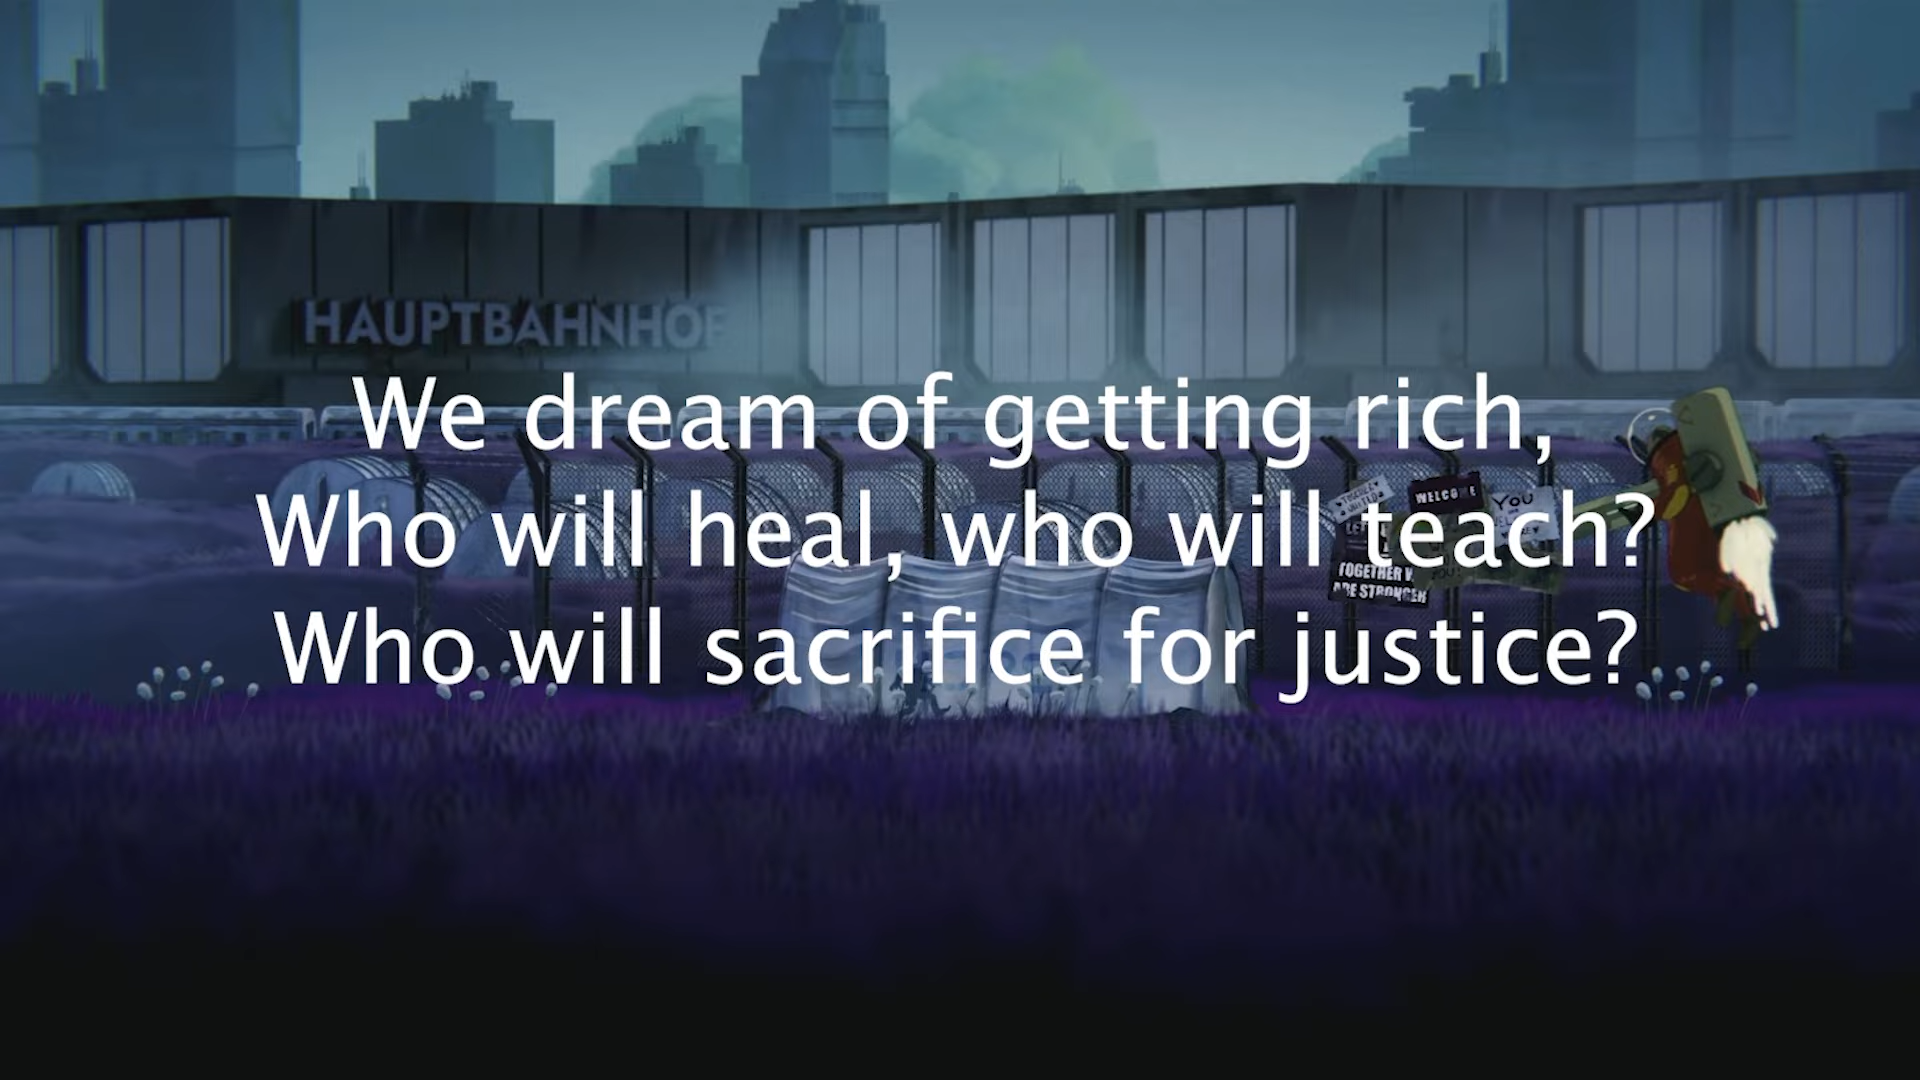 HAUPTBAHNHOF
We dream of getting rich,
Who will heal, who will teach?
Who will sacrifice for justice?
WELCOME
YOU
TOGETHER
ARE STRONGER